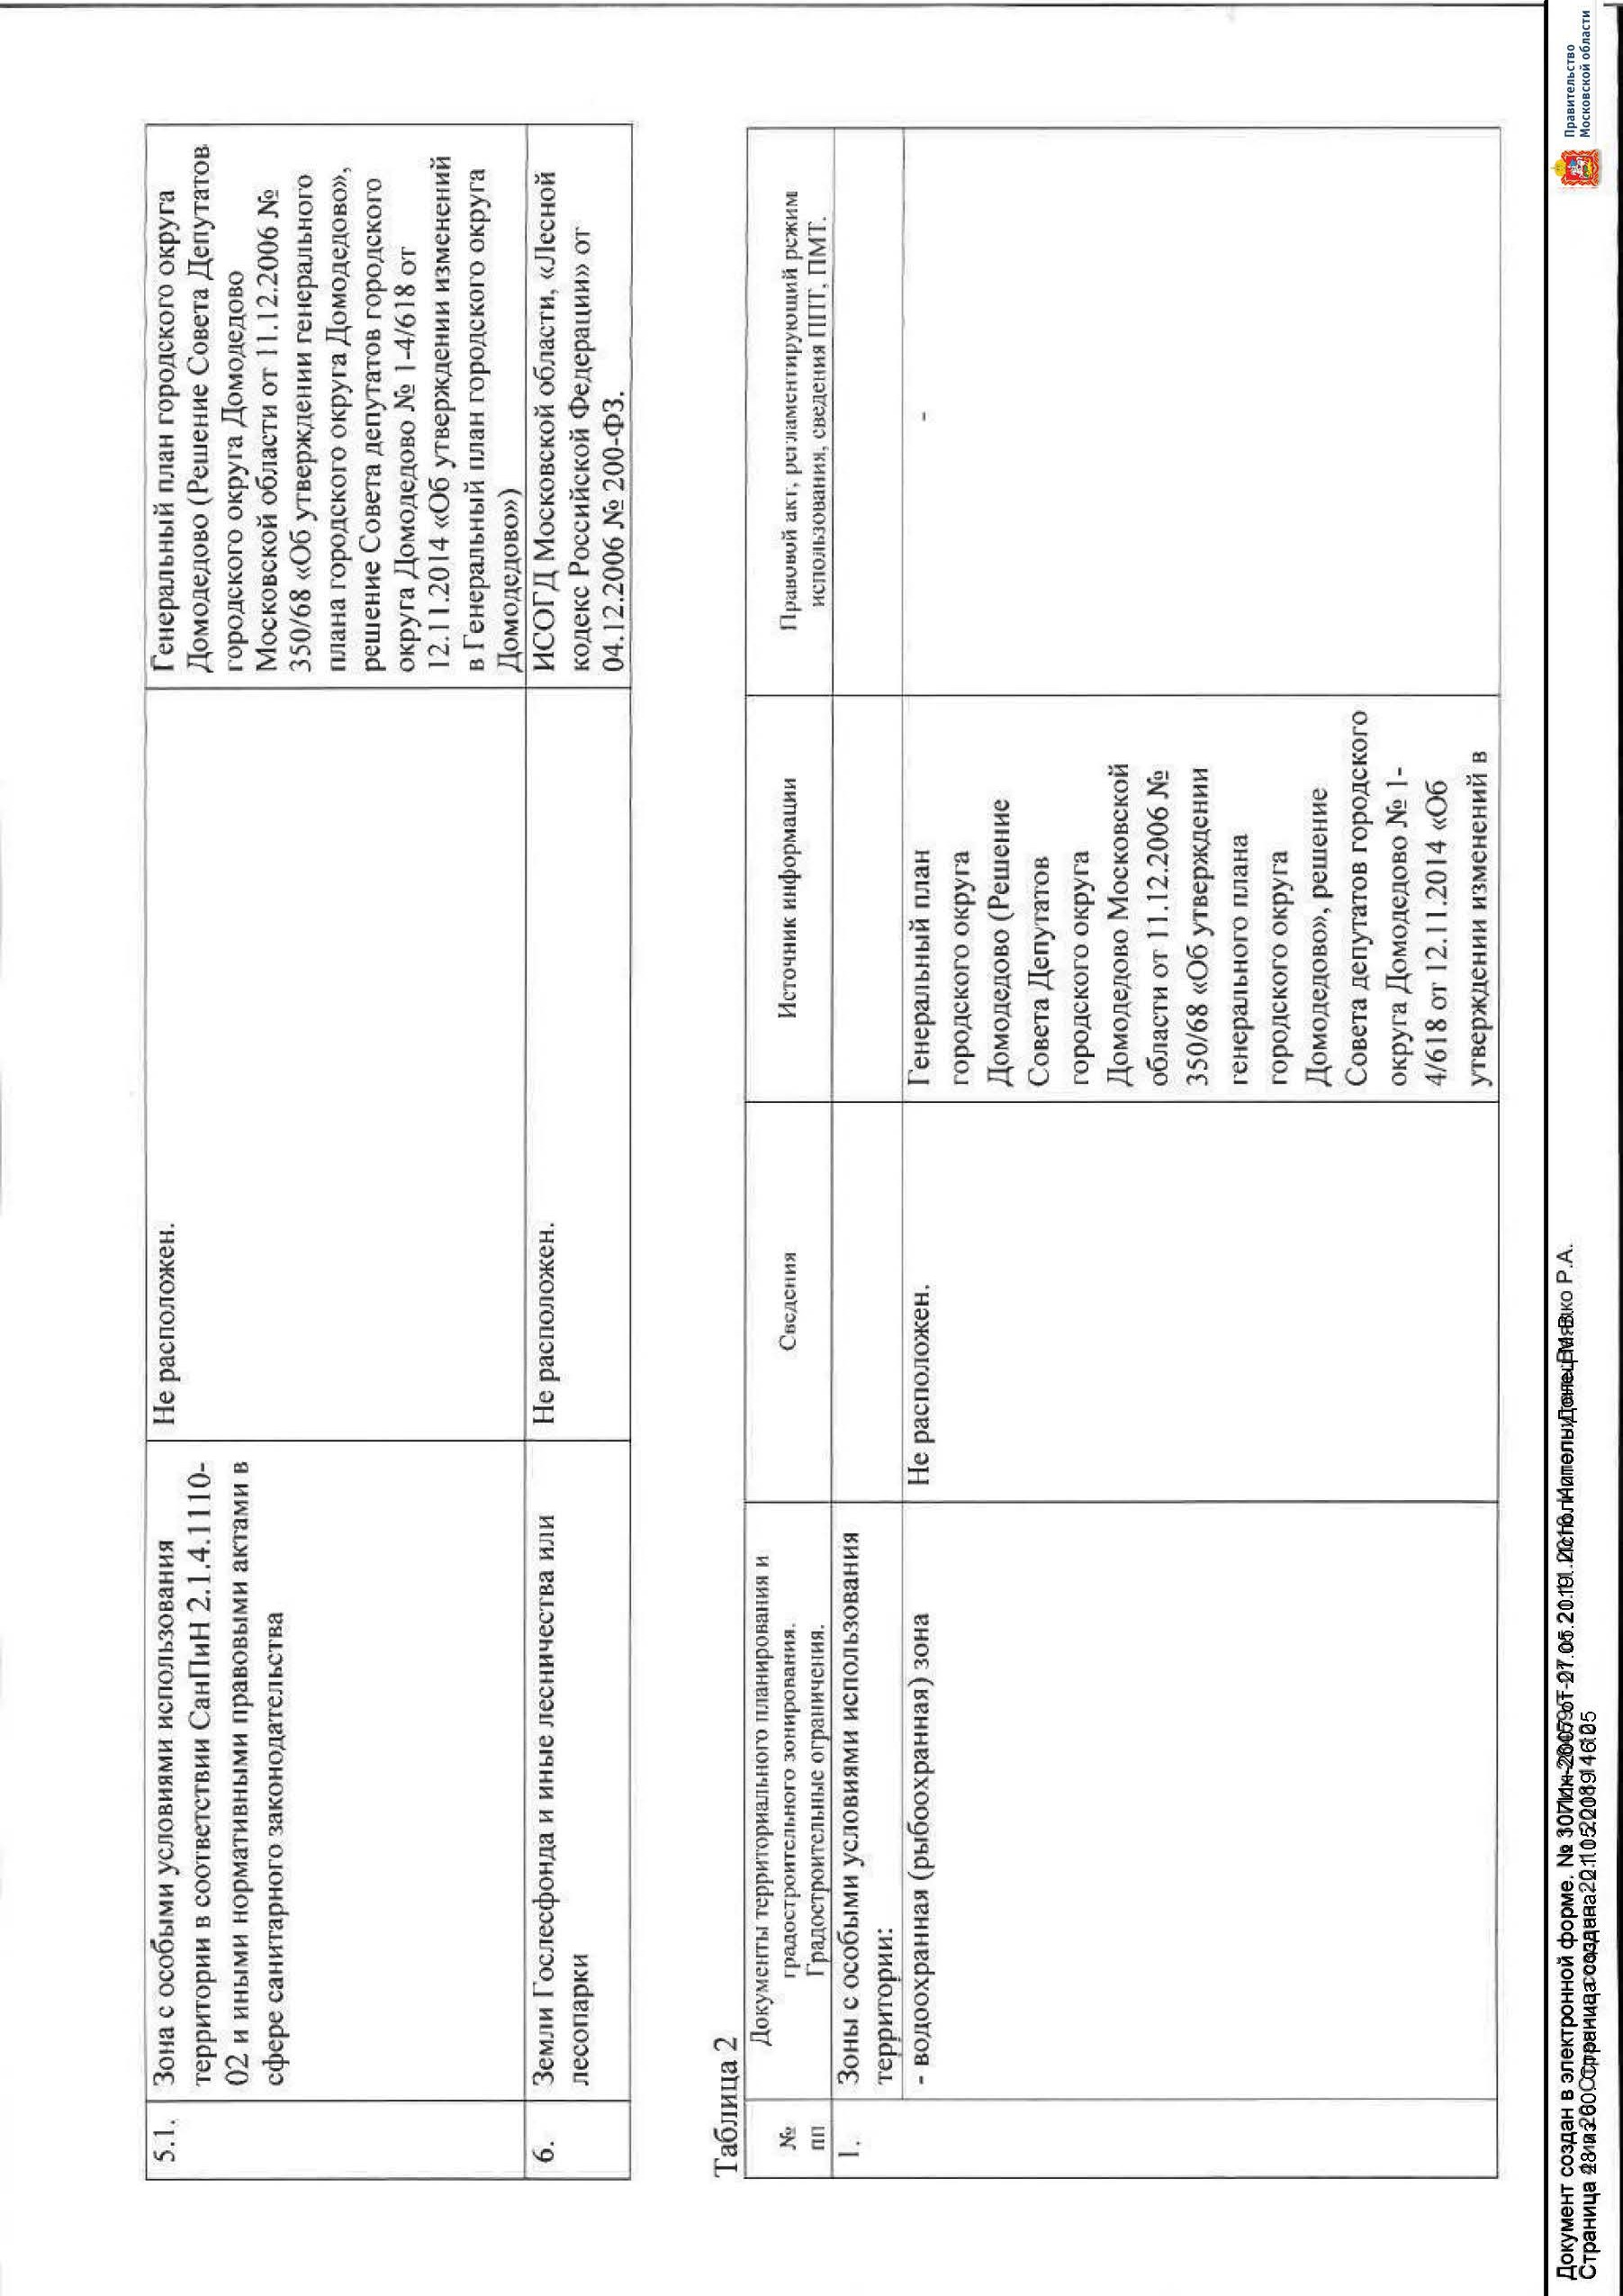 5.1.
Зона с особыми условиями использования
территории в соответствии СанПиН 2.1.4.1110-
02 и иными нормативными правовыми актами в
сфере санитарного законодательства
Не расположен.
Генеральный план городского округа
Домодедово (Решение Совета Депутатов
городского округа Домодедово
Московской области от 11.12.2006 №
350/68 «Об утверждении генерального
плана городского округа Домодедово»,
решение Совета депутатов городского
округа Домодедово № 1-4/618 от
12.11.2014 «Об утверждении изменений
в Генеральный план городского округа
Домодедово»)
6.
Земли Гослесфонда и иные лесничества или
лесопарки
Не расположен.
ИСОГД Московской области, «Лесной
кодекс Российской Федерации» от
04.12.2006 № 200-ФЗ.
Таблица 2
№
пп
Документы территориального планирования и
градостроительного зонирования.
Градостроительные ограничения.
Сведения
Источник информации
Правовой акт, регламентирующий режим
использования, сведения ППТ, ПМТ.
1.
Зоны с особыми условиями использования
территории:
- водоохранная (рыбоохранная) зона
Не расположен.
Генеральный план
городского округа
Домодедово (Решение
Совета Депутатов
городского округа
Домодедово Московской
области от 11.12.2006 №
350/68 «Об утверждении
генерального плана
городского округа
Домодедово», решение
Совета депутатов городского
округа Домодедово № 1-
4/618 от 12.11.2014 «Об
утверждении изменений в
-
Документ создан в электронной форме. №
Страница
Правительство
Московской области